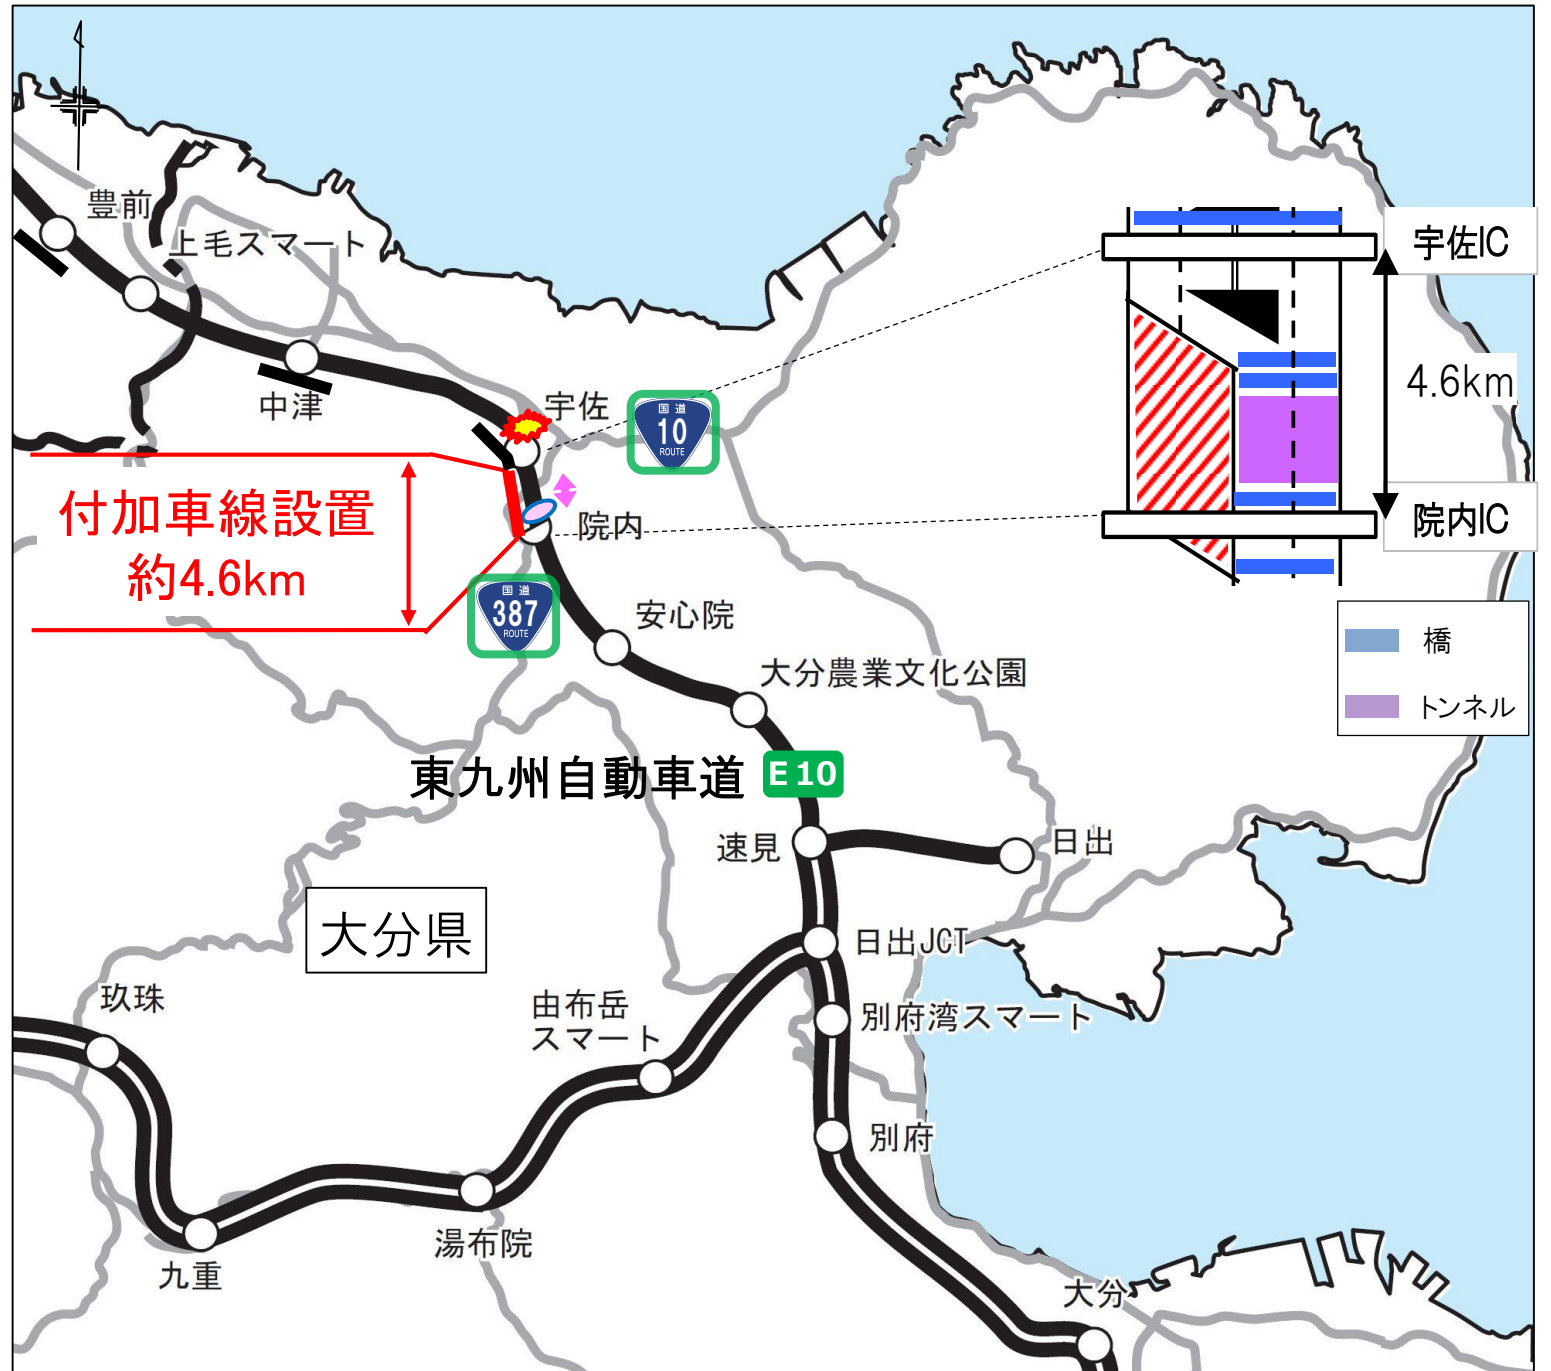 豊前
上毛スマート
中津
宇佐
国道
10
ROUTE
宇佐IC
4.6km
院内IC
付加車線設置
約4.6km
院内
国道
387
ROUTE
安心院
橋
トンネル
大分農業文化公園
東九州自動車道
E10
速見
日出
大分県
日出JCT
玖珠
由布岳
スマート
別府湾スマート
別府
湯布院
九重
大分